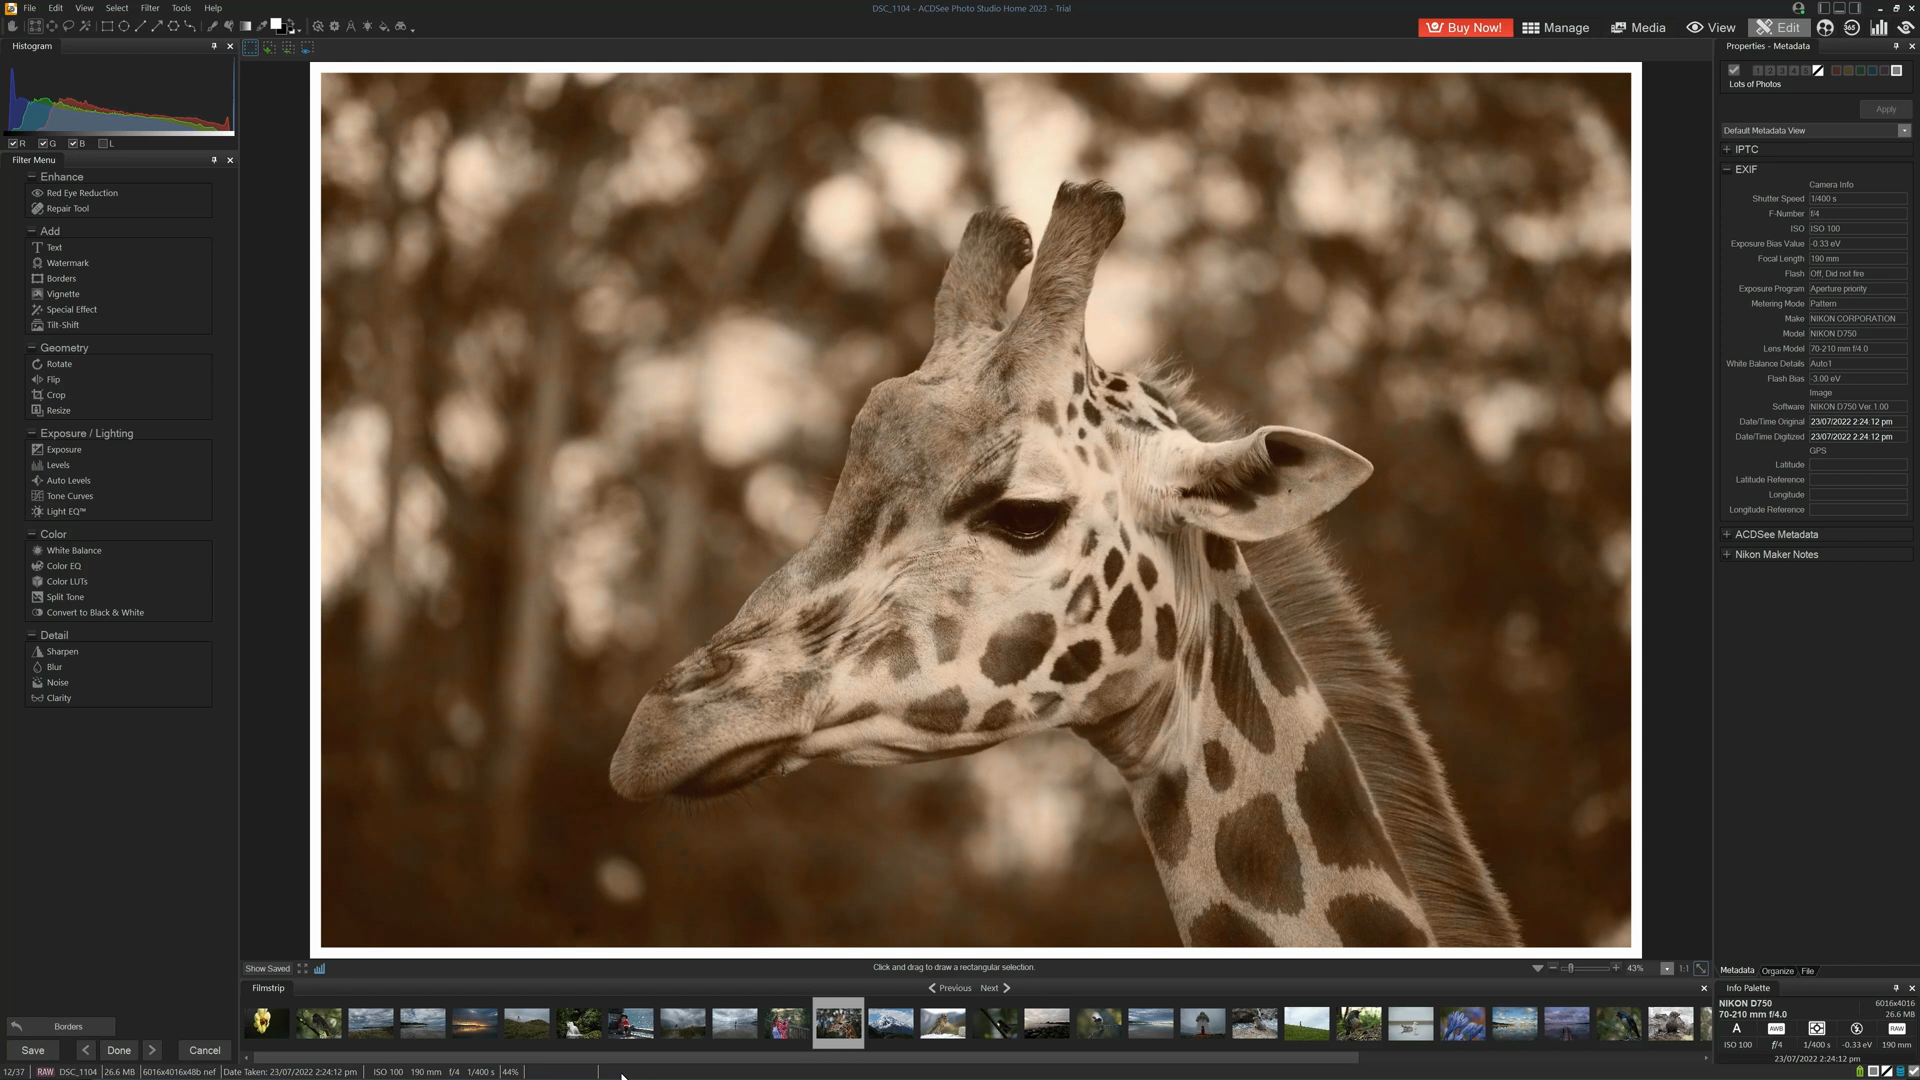 File Edit View Select Filter Tools Help
DSC_1104 - ACDSee Photo Studio Home 2023 - Trial
Buy Now! Manage Media View Edit 365
Histogram
R G B L
Filter Menu
Enhance
Red Eye Reduction
Repair Tool
Add
Text
Watermark
Borders
Vignette
Special Effect
Tilt-Shift
Geometry
Rotate
Flip
Crop
Resize
Exposure / Lighting
Exposure
Levels
Auto Levels
Tone Curves
Light EQ™
Color
White Balance
Color EQ
Color LUTs
Split Tone
Convert to Black & White
Detail
Sharpen
Blur
Noise
Clarity
Borders
Save Done Cancel
Show Saved
Click and drag to draw a rectangular selection.
43% 1:1
Filmstrip
Previous Next
Properties - Metadata
1 2 3 4 5
Lots of Photos
Apply
Default Metadata View
IPTC
EXIF
Camera Info
Shutter Speed 1/400 s
F-Number f/4
ISO ISO 100
Exposure Bias Value -0.33 eV
Focal Length 190 mm
Flash Off, Did not fire
Exposure Program Aperture priority
Metering Mode Pattern
Make NIKON CORPORATION
Model NIKON D750
Lens Model 70-210 mm f/4.0
White Balance Details Auto1
Flash Bias -3.00 eV
Image
Software NIKON D750 Ver.1.00
Date/Time Original 23/07/2022 2:24:12 pm
Date/Time Digitized 23/07/2022 2:24:12 pm
GPS
Latitude
Latitude Reference
Longitude
Longitude Reference
ACDSee Metadata
Nikon Maker Notes
Metadata Organize File
Info Palette
NIKON D750 6016x4016
70-210 mm f/4.0 26.6 MB
A AWB RAW
ISO 100 f/4 1/400 s -0.33 eV 190 mm
23/07/2022 2:24:12 pm
12/37 RAW DSC_1104 26.6 MB 6016x4016x48b nef Date Taken: 23/07/2022 2:24:12 pm ISO 100 190 mm f/4 1/400 s 44%